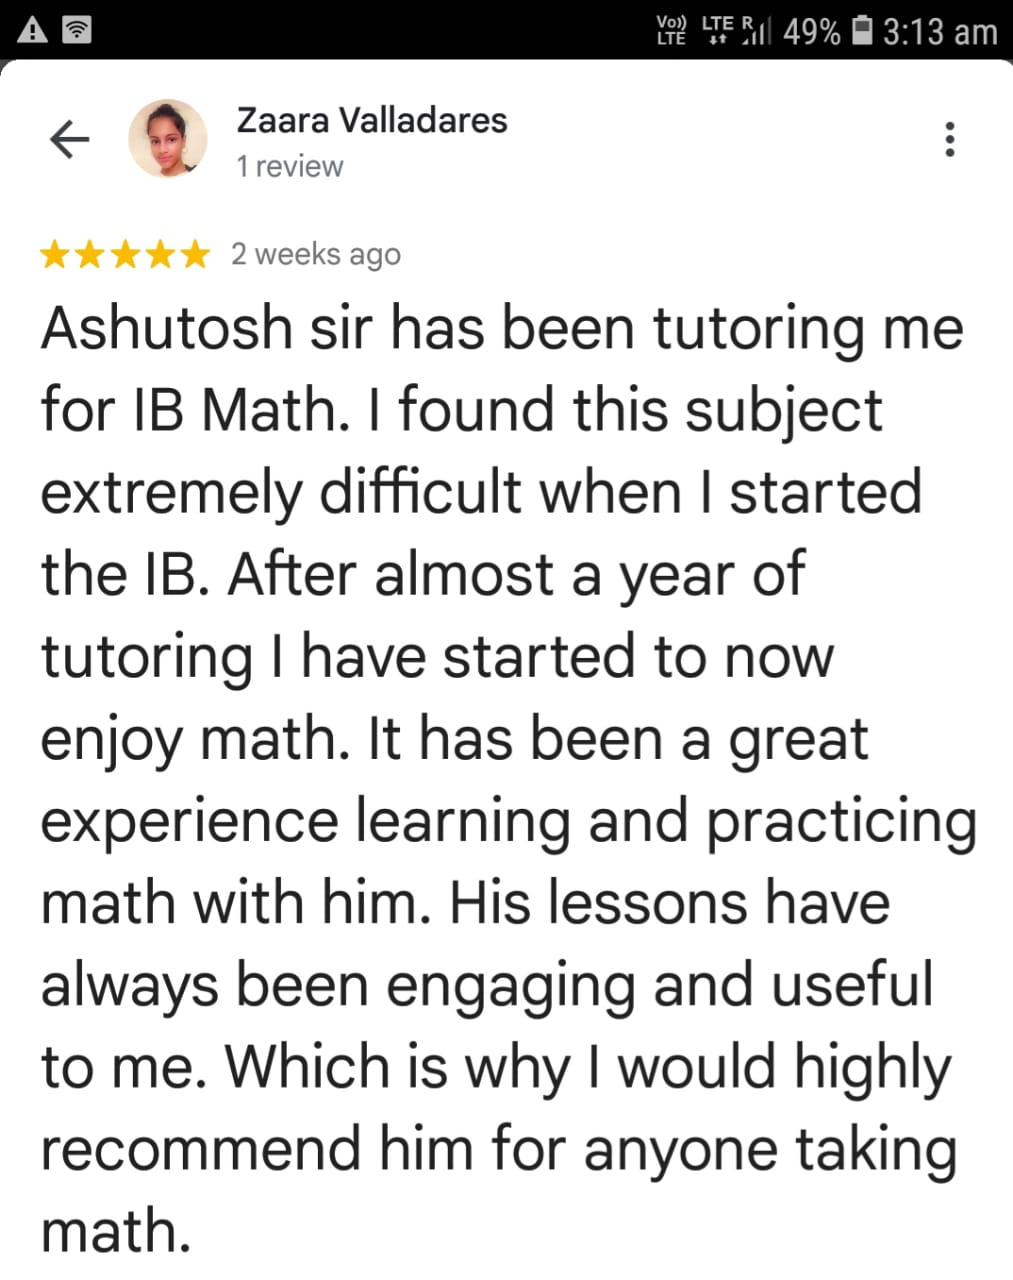 Vo)) LTE LTE R 49% 3:13 am
Zaara Valladares
1 review
2 weeks ago
Ashutosh sir has been tutoring me
for IB Math. I found this subject
extremely difficult when I started
the IB. After almost a year of
tutoring I have started to now
enjoy math. It has been a great
experience learning and practicing
math with him. His lessons have
always been engaging and useful
to me. Which is why I would highly
recommend him for anyone taking
math.